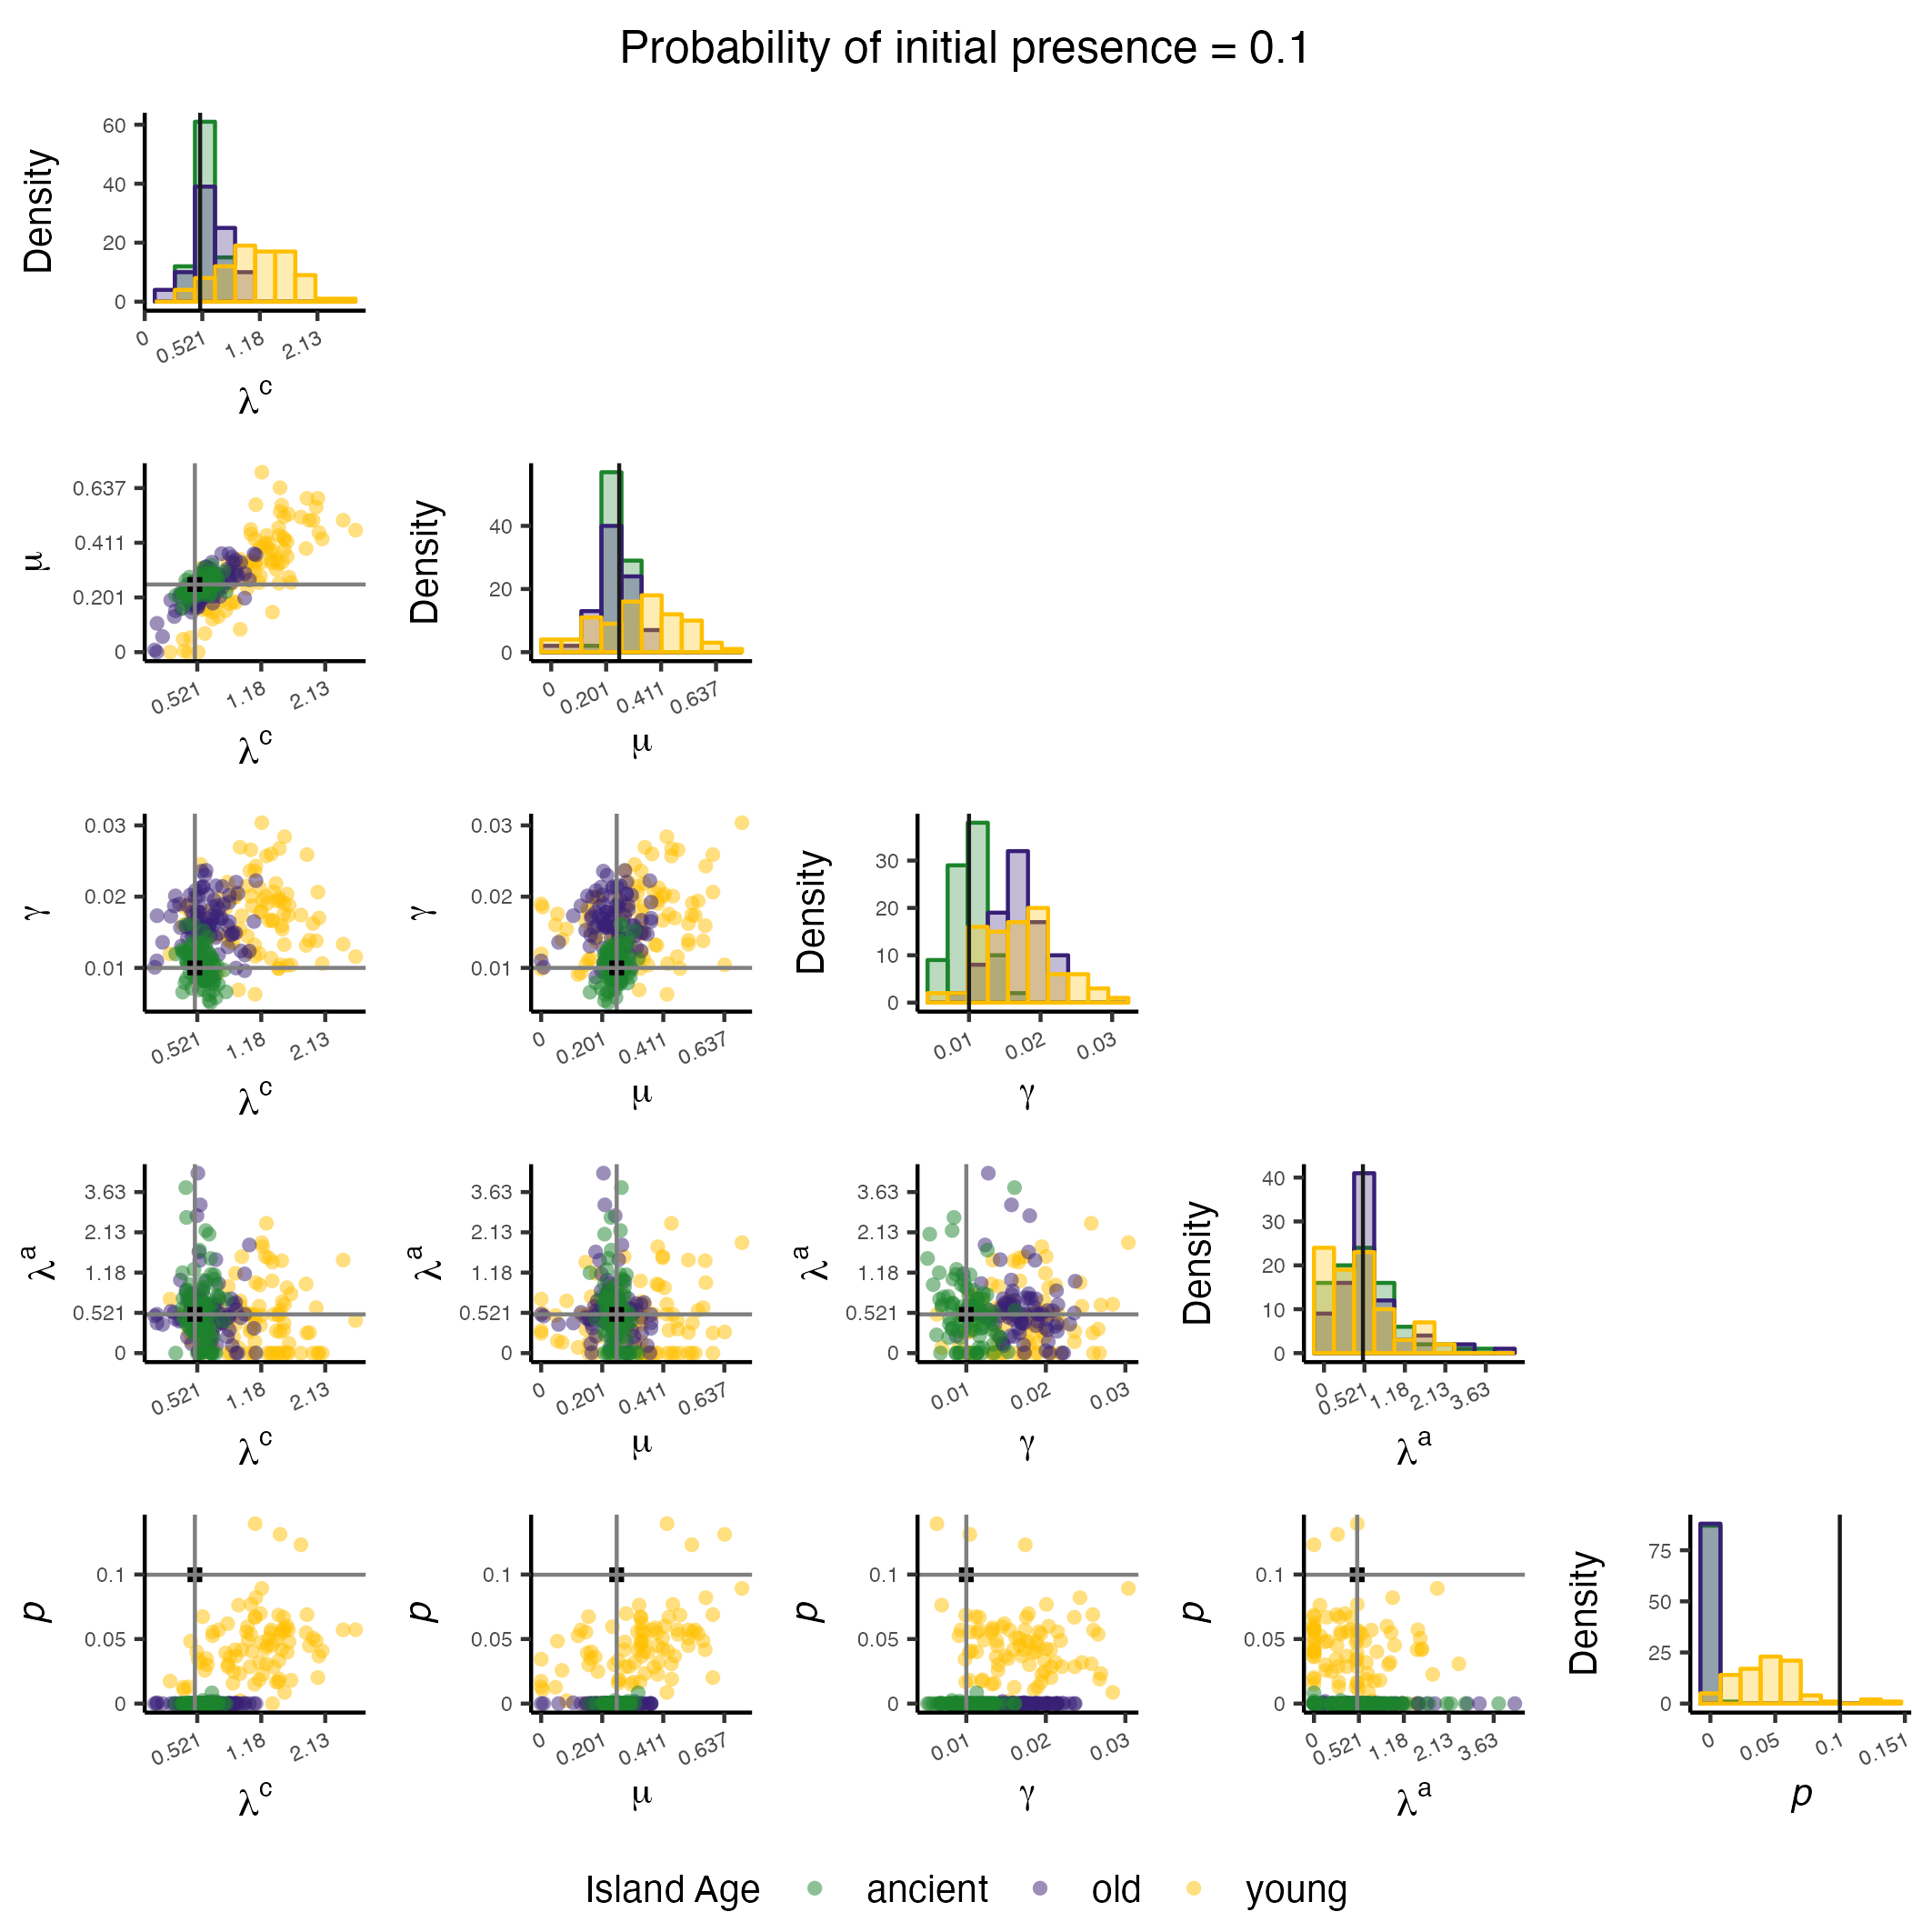 Probability of initial presence = 0.1
Density
60
40
20
0
0 0.521 1.18 2.13
λc
μ
0.637
0.411
0.201
0
0.521 1.18 2.13
λc
Density
40
20
0
0 0.201 0.411 0.637
μ
γ
0.03
0.02
0.01
0.521 1.18 2.13
λc
γ
0.03
0.02
0.01
0 0.201 0.411 0.637
μ
Density
30
20
10
0
0.01 0.02 0.03
γ
λa
3.63
2.13
1.18
0.521
0
0.521 1.18 2.13
λc
λa
3.63
2.13
1.18
0.521
0
0 0.201 0.411 0.637
μ
λa
3.63
2.13
1.18
0.521
0
0.01 0.02 0.03
γ
Density
40
30
20
10
0
0 0.521 1.18 2.13 3.63
λa
p
0.1
0.05
0
0.521 1.18 2.13
λc
p
0.1
0.05
0
0 0.201 0.411 0.637
μ
p
0.1
0.05
0
0.01 0.02 0.03
γ
p
0.1
0.05
0
0 0.521 1.18 2.13 3.63
λa
Density
75
50
25
0
0 0.05 0.1 0.151
p
Island Age ancient old young